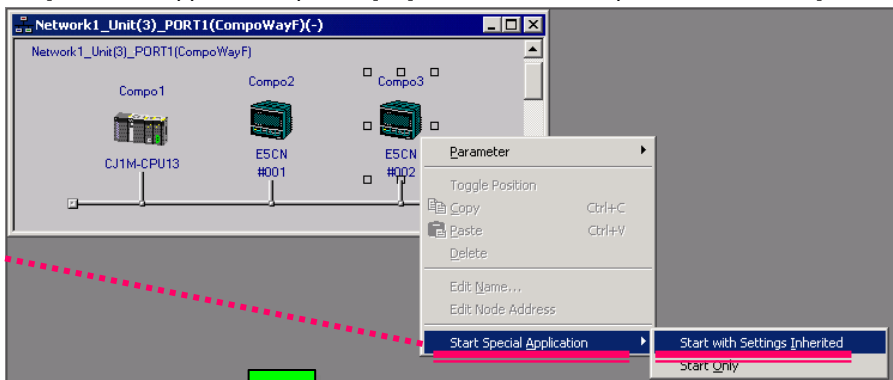 Network1_Unit(3)_PORT1(CompoWayF)(-)
Network1_Unit(3)_PORT1(CompoWayF)
Compo1
Compo2
Compo3
CJ1M-CPU13
E5CN
#001
E5CN
#002
Parameter
Toggle Position
Copy Ctrl+C
Paste Ctrl+V
Delete
Edit Name...
Edit Node Address
Start Special Application
Start with Settings Inherited
Start Only